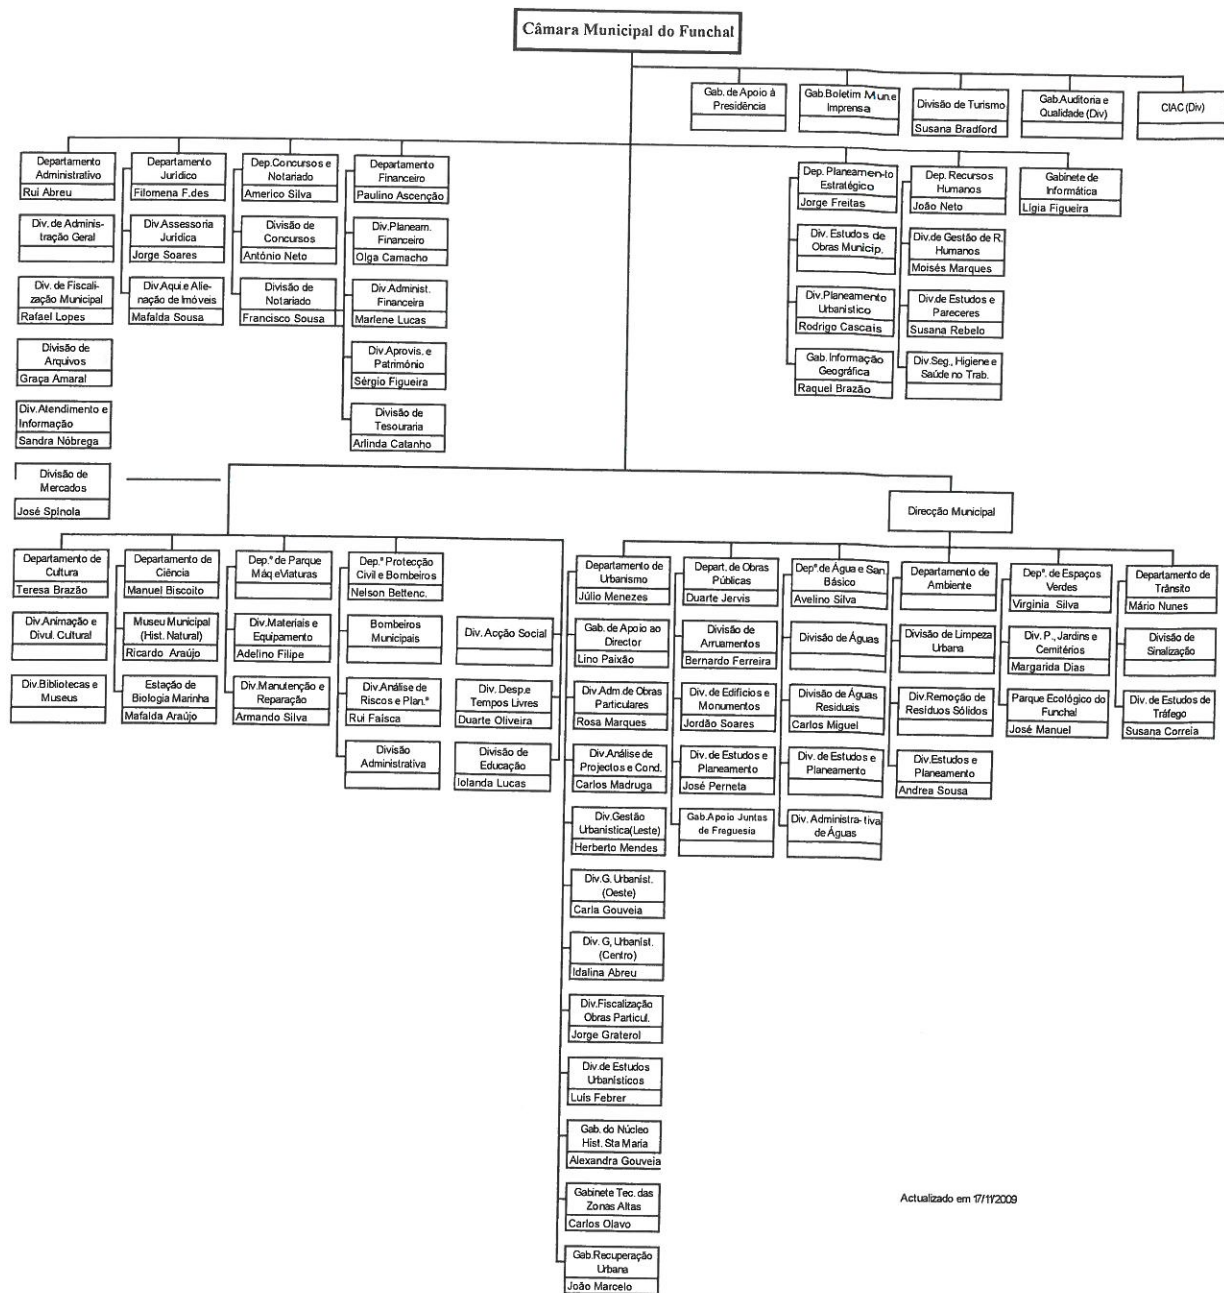 Câmara Municipal do Funchal
Gab. de Apoio à
Presidência
Gab.Boletim Mun.e
Imprensa
Divisão de Turismo
Susana Bradford
Gab.Auditoria e
Qualidade (Div)
CIAC (Div)
Departamento
Administrativo
Rui Abreu
Div. de Adminis-
tração Geral
Div. de Fiscali-
zação Municipal
Rafael Lopes
Divisão de
Arquivos
Graça Amaral
Div.Atendimento e
Informação
Sandra Nóbrega
Divisão de
Mercados
José Spínola
Departamento
Jurídico
Filomena F.des
Div.Assessoria
Jurídica
Jorge Soares
Div.Aqui e Alie-
nação de Imóveis
Mafalda Sousa
Dep.Concursos e
Notariado
Americo Silva
Divisão de
Concursos
António Neto
Divisão de
Notariado
Francisco Sousa
Departamento
Financeiro
Paulino Ascenção
Div.Planeam.
Financeiro
Olga Camacho
Div.Administ.
Financeira
Marlene Lucas
Div.Aprovis. e
Património
Sérgio Figueira
Divisão de
Tesouraria
Arlinda Catanho
Dep. Planeamento
Estratégico
Jorge Freitas
Div. Estudos de
Obras Municip.
Div.Planeamento
Urbanístico
Rodrigo Cascais
Gab. Informação
Geográfica
Raquel Brazão
Dep. Recursos
Humanos
João Neto
Div.de Gestão de R.
Humanos
Moisés Marques
Div.de Estudos e
Pareceres
Susana Rebelo
Div.Seg., Higiene e
Saúde no Trab.
Gabinete de
Informática
Lígia Figueira
Direcção Municipal
Departamento de
Cultura
Teresa Brazão
Div.Animação e
Divul. Cultural
Div.Bibliotecas e
Museus
Departamento de
Ciência
Manuel Biscoito
Museu Municipal
(Hist. Natural)
Ricardo Araújo
Estação de
Biologia Marinha
Mafalda Araújo
Dep.º de Parque
Máq eViaturas
Div.Materiais e
Equipamento
Adelino Filipe
Div.Manutenção e
Reparação
Armando Silva
Dep.º Protecção
Civil e Bombeiros
Nelson Bettenc.
Bombeiros
Municipais
Div.Análise de
Riscos e Plan.º
Rui Faísca
Divisão
Administrativa
Div. Acção Social
Div. Desp.e
Tempos Livres
Duarte Oliveira
Divisão de
Educação
Iolanda Lucas
Departamento de
Urbanismo
Júlio Menezes
Gab. de Apoio ao
Director
Lino Paixão
Div.Adm.de Obras
Particulares
Rosa Marques
Div.Análise de
Projectos e Cond.
Carlos Madruga
Div.Gestão
Urbanística(Leste)
Herberto Mendes
Div.G. Urbanist.
(Oeste)
Carla Gouveia
Div. G, Urbanist.
(Centro)
Idalina Abreu
Div.Fiscalização
Obras Particul.
Jorge Graterol
Div.de Estudos
Urbanísticos
Luís Febrer
Gab. do Núcleo
Hist. Sta Maria
Alexandra Gouveia
Gabinete Tec. das
Zonas Altas
Carlos Olavo
Gab.Recuperação
Urbana
João Marcelo
Depart. de Obras
Públicas
Duarte Jervis
Divisão de
Arruamentos
Bernardo Ferreira
Div. de Edifícios e
Monumentos
Jordão Soares
Div. de Estudos e
Planeamento
José Perneta
Gab.Apoio Juntas
de Freguesia
Depº.de Água e San.
Básico
Avelino Silva
Divisão de Águas
Divisão de Águas
Residuais
Carlos Miguel
Div. de Estudos e
Planeamento
Div. Administra-tiva
de Águas
Departamento de
Ambiente
Divisão de Limpeza
Urbana
Div.Remoção de
Resíduos Sólidos
Div.Estudos e
Planeamento
Andrea Sousa
Depº. de Espaços
Verdes
Virginia Silva
Div. P., Jardins e
Cemitérios
Margarida Dias
Parque Ecológico do
Funchal
José Manuel
Departamento de
Trânsito
Mário Nunes
Divisão de
Sinalização
Div. de Estudos de
Tráfego
Susana Correia
Actualizado em 17/11/2009